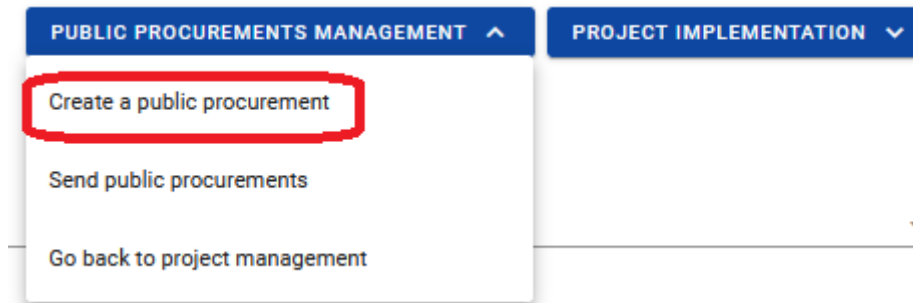 PUBLIC PROCUREMENTS MANAGEMENT
PROJECT IMPLEMENTATION
Create a public procurement
Send public procurements
Go back to project management